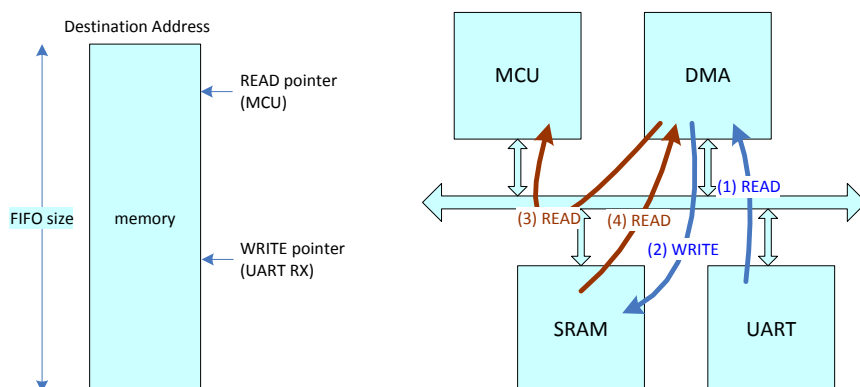 Destination Address
READ pointer
(MCU)
FIFO size
memory
WRITE pointer
(UART RX)
MCU
DMA
(1) READ
(3) READ
(4) READ
(2) WRITE
SRAM
UART